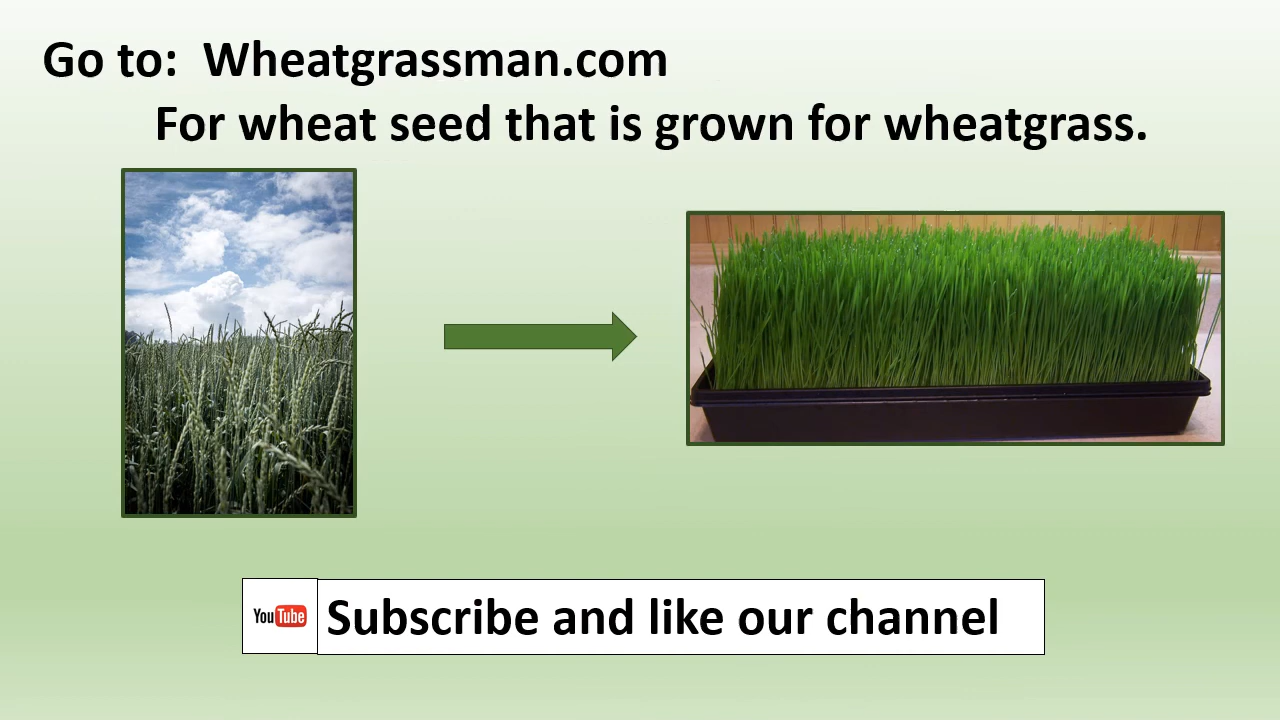 Go to: Wheatgrassman.com
For wheat seed that is grown for wheatgrass.
YouTube Subscribe and like our channel